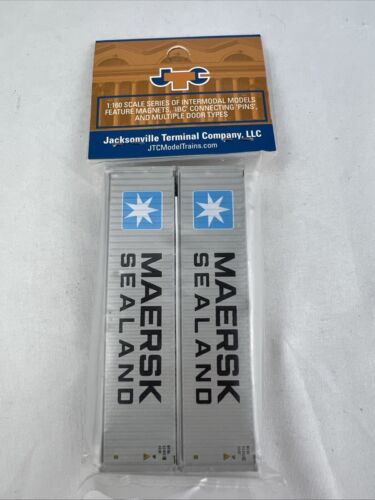 JTC
1:160 SCALE SERIES OF INTERMODAL MODELS
FEATURE MAGNETS, 'IBC' CONNECTING 'PINS',
AND MULTIPLE DOOR TYPES
Jacksonville Terminal Company, LLC
JTCModelTrains.com
MAERSK
SEALAND
MAERSK
SEALAND